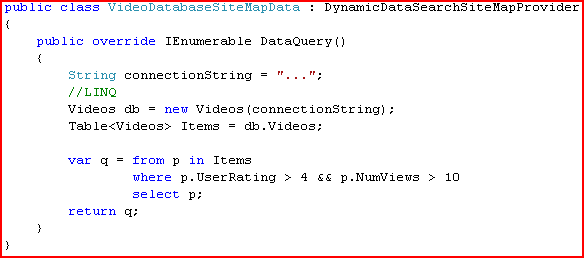 public class VideoDatabaseSiteMapData : DynamicDataSearchSiteMapProvider
{
public override IEnumerable DataQuery()
{
String connectionString = "...";
//LINQ
Videos db = new Videos(connectionString);
Table<Videos> Items = db.Videos;
var q = from p in Items
where p.UserRating > 4 && p.NumViews > 10
select p;
return q;
}
}